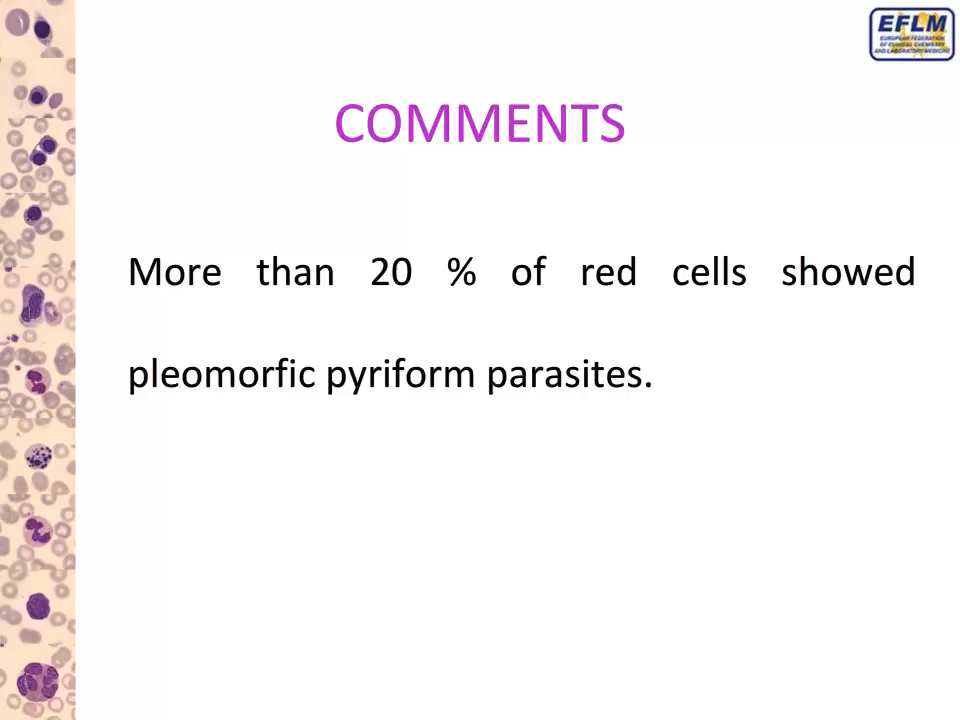 EFLM
EUROPEAN FEDERATION
OF CLINICAL CHEMISTRY
AND LABORATORY MEDICINE
COMMENTS
More than 20 % of red cells showed
pleomorfic pyriform parasites.